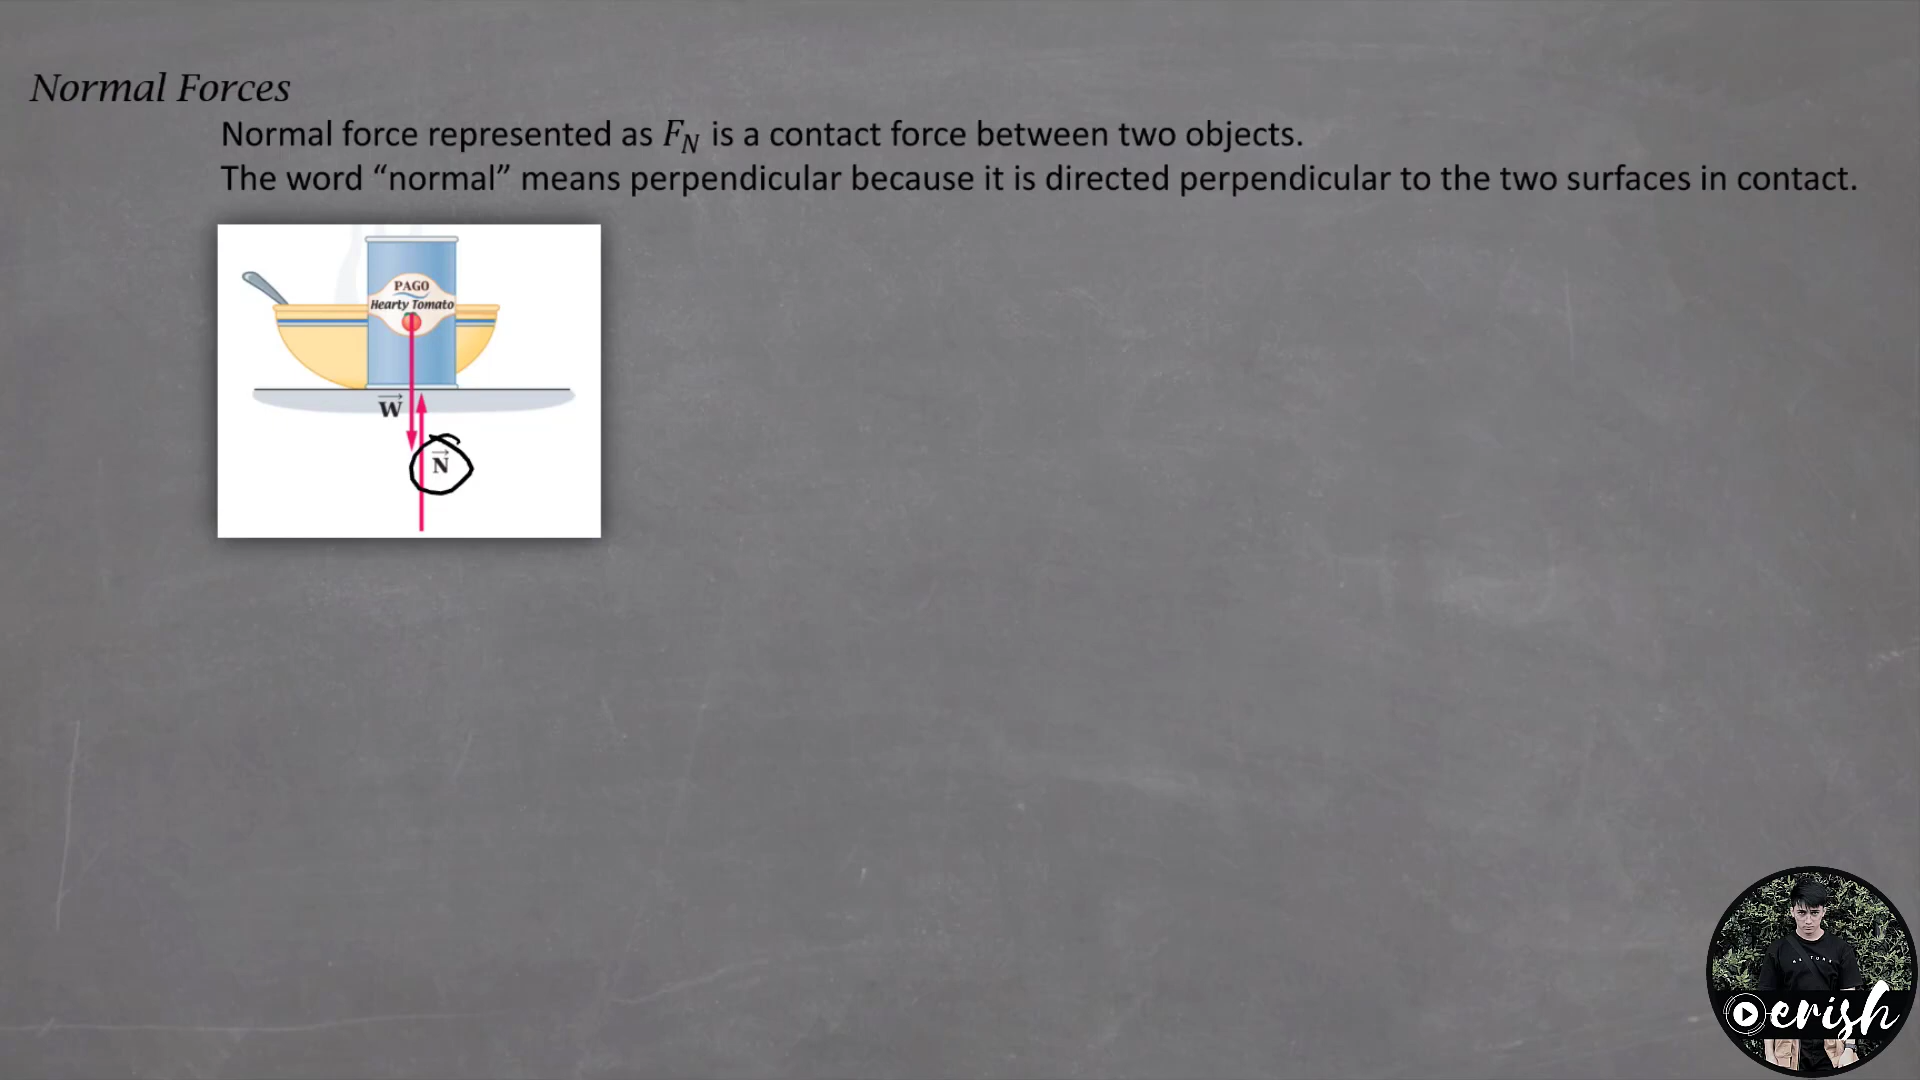 Normal Forces
Normal force represented as F_N is a contact force between two objects.
The word “normal” means perpendicular because it is directed perpendicular to the two surfaces in contact.
PAGO
Hearty Tomato
W
N
erish